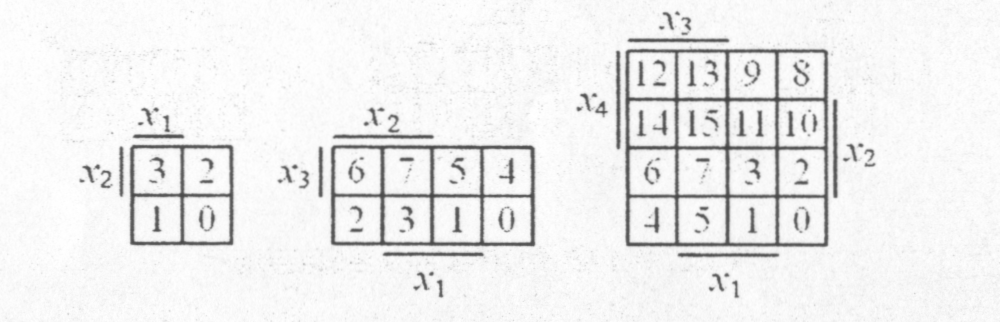 x₁
x₂ 3 2
1 0
x₂
x₃ 6 7 5 4
2 3 1 0
x₁
x₃
12 13 9 8
x₄ 14 15 11 10
6 7 3 2 x₂
4 5 1 0
x₁